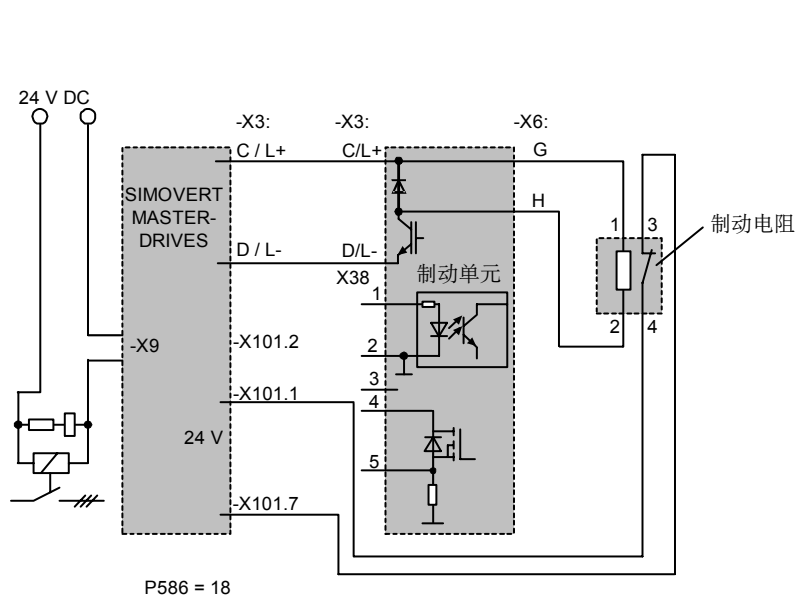 24 V DC
-X3:
-X3:
-X6:
C / L+
C/L+
G
SIMOVERT
MASTER-
DRIVES
H
1
3
制动电阻
D / L-
D/L-
X38
制动单元
1
2
4
-X9
-X101.2
2
3
-X101.1
4
24 V
5
-X101.7
P586 = 18